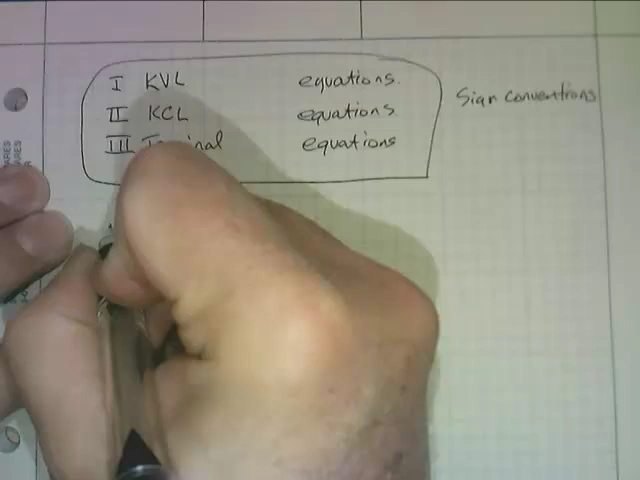 I KVL equations.
II KCL equations.
III equations
Sign conventions